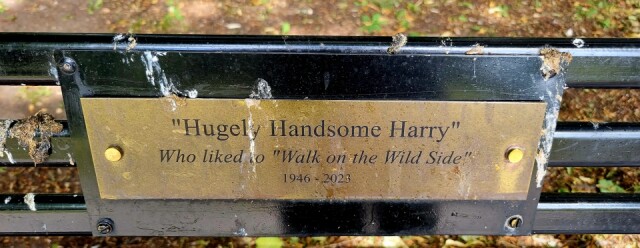 "Hugely Handsome Harry"
Who liked to "Walk on the Wild Side"
1946 - 2023